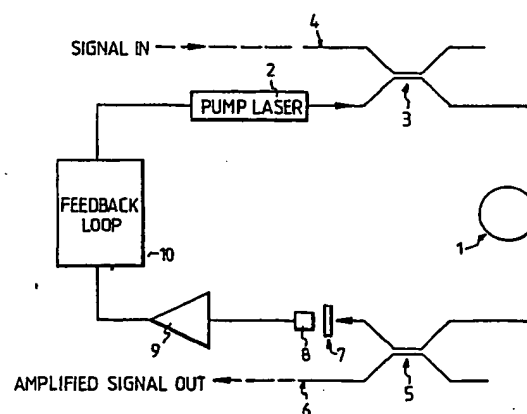 SIGNAL IN
4
2
PUMP LASER
3
FEEDBACK
LOOP
10
1
9
8
7
5
AMPLIFIED SIGNAL OUT
6